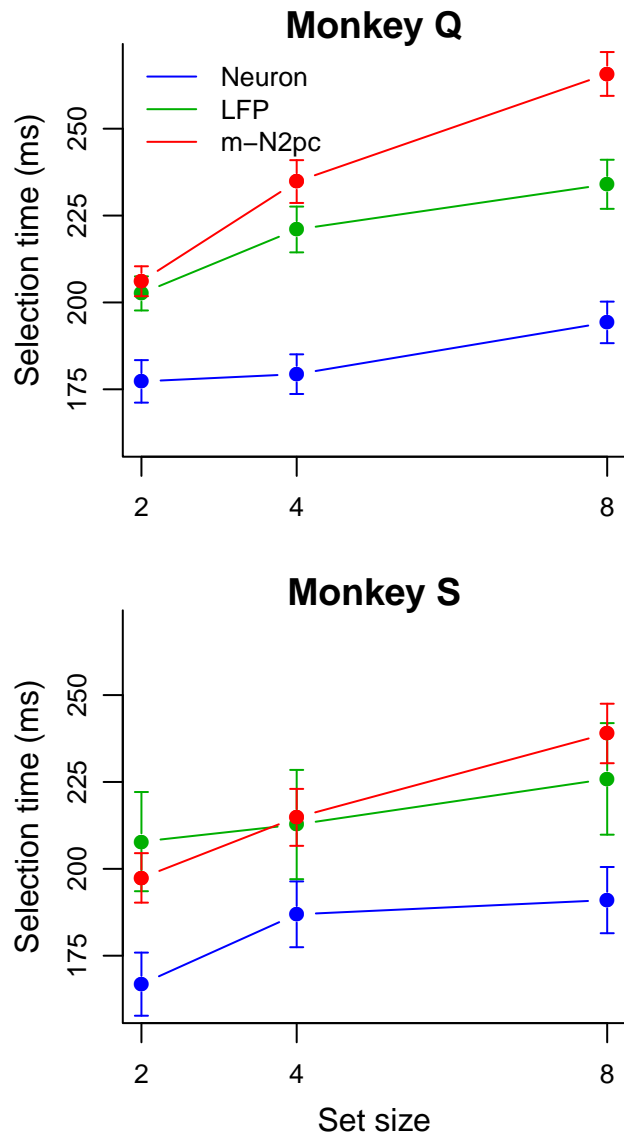 Monkey Q
Selection time (ms)
250
225
200
175
Neuron
LFP
m−N2pc
2 4 8
Monkey S
Selection time (ms)
250
225
200
175
2 4 8
Set size